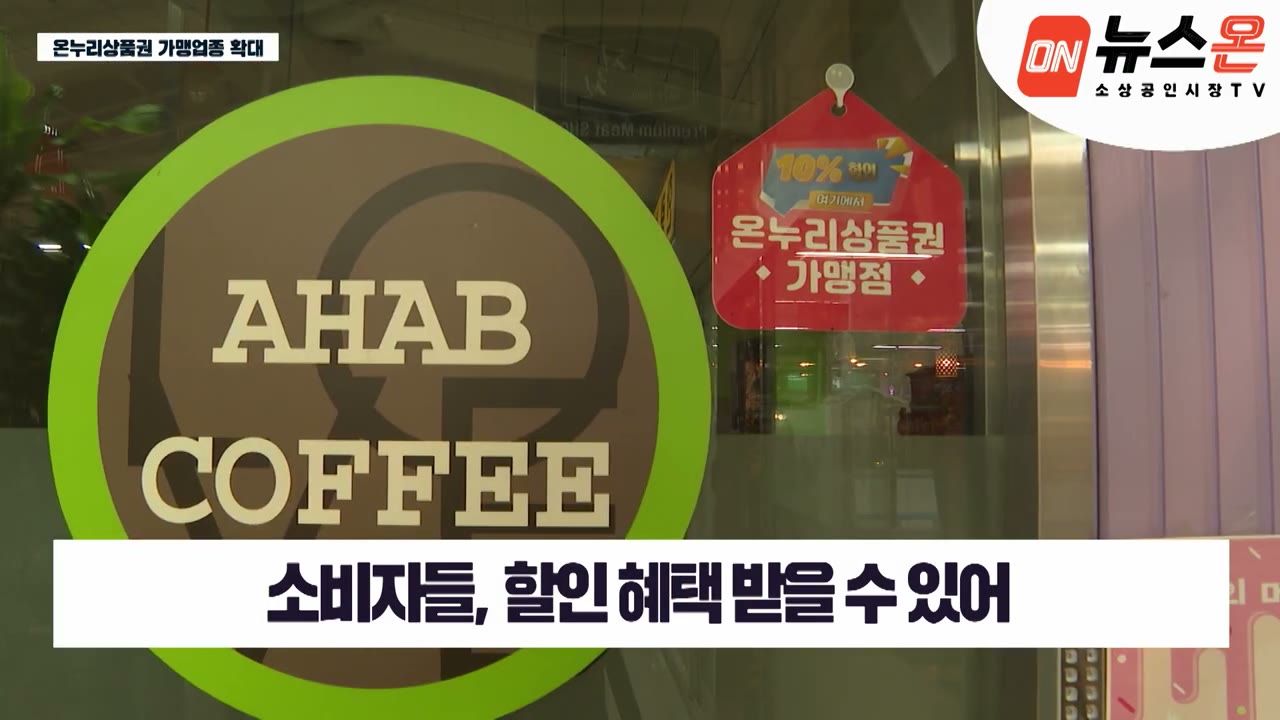 온누리상품권 가맹업종 확대
ON 뉴스온
소상공인시장TV
Premium Meat
10% 할인
여기에서
온누리상품권
가맹점
AHAB
COFFEE
소비자들, 할인 혜택 받을 수 있어